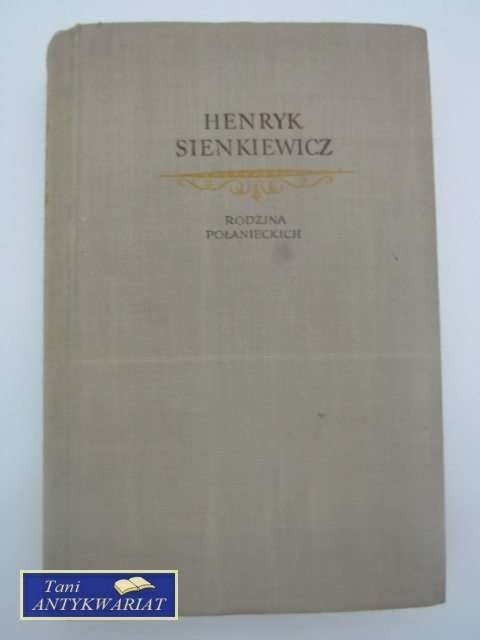 HENRYK
SIENKIEWICZ
RODZINA
POŁANIECKICH
Tani
ANTYKWARIAT